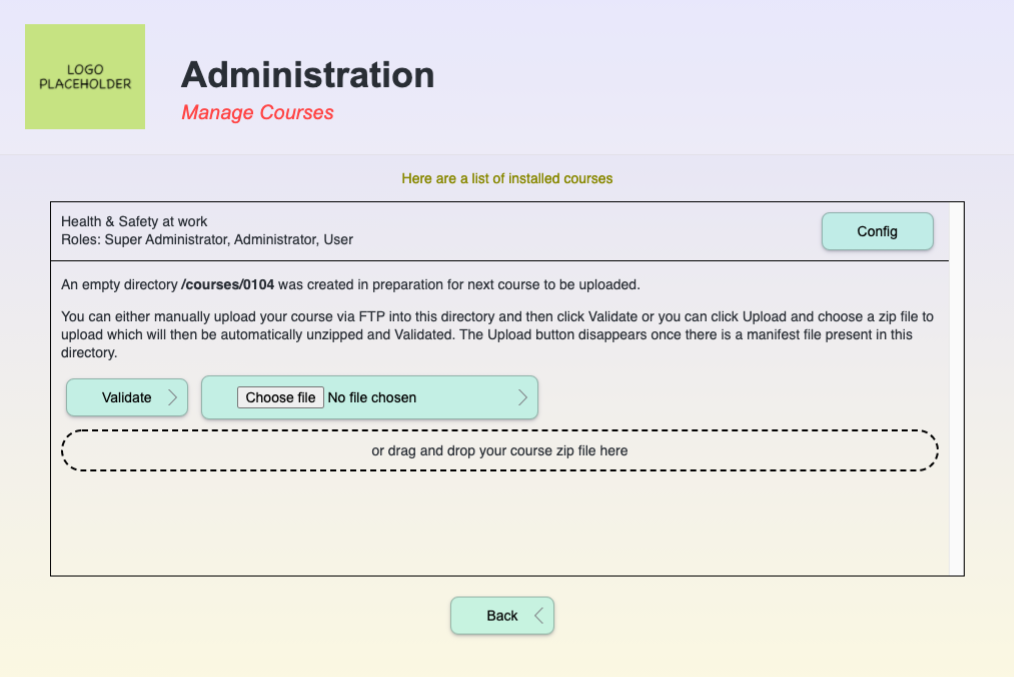 LOGO
PLACEHOLDER
Administration
Manage Courses
Here are a list of installed courses
Health & Safety at work
Roles: Super Administrator, Administrator, User
Config
An empty directory /courses/0104 was created in preparation for next course to be uploaded.
You can either manually upload your course via FTP into this directory and then click Validate or you can click Upload and choose a zip file to
upload which will then be automatically unzipped and Validated. The Upload button disappears once there is a manifest file present in this
directory.
Validate
Choose file No file chosen
or drag and drop your course zip file here
Back